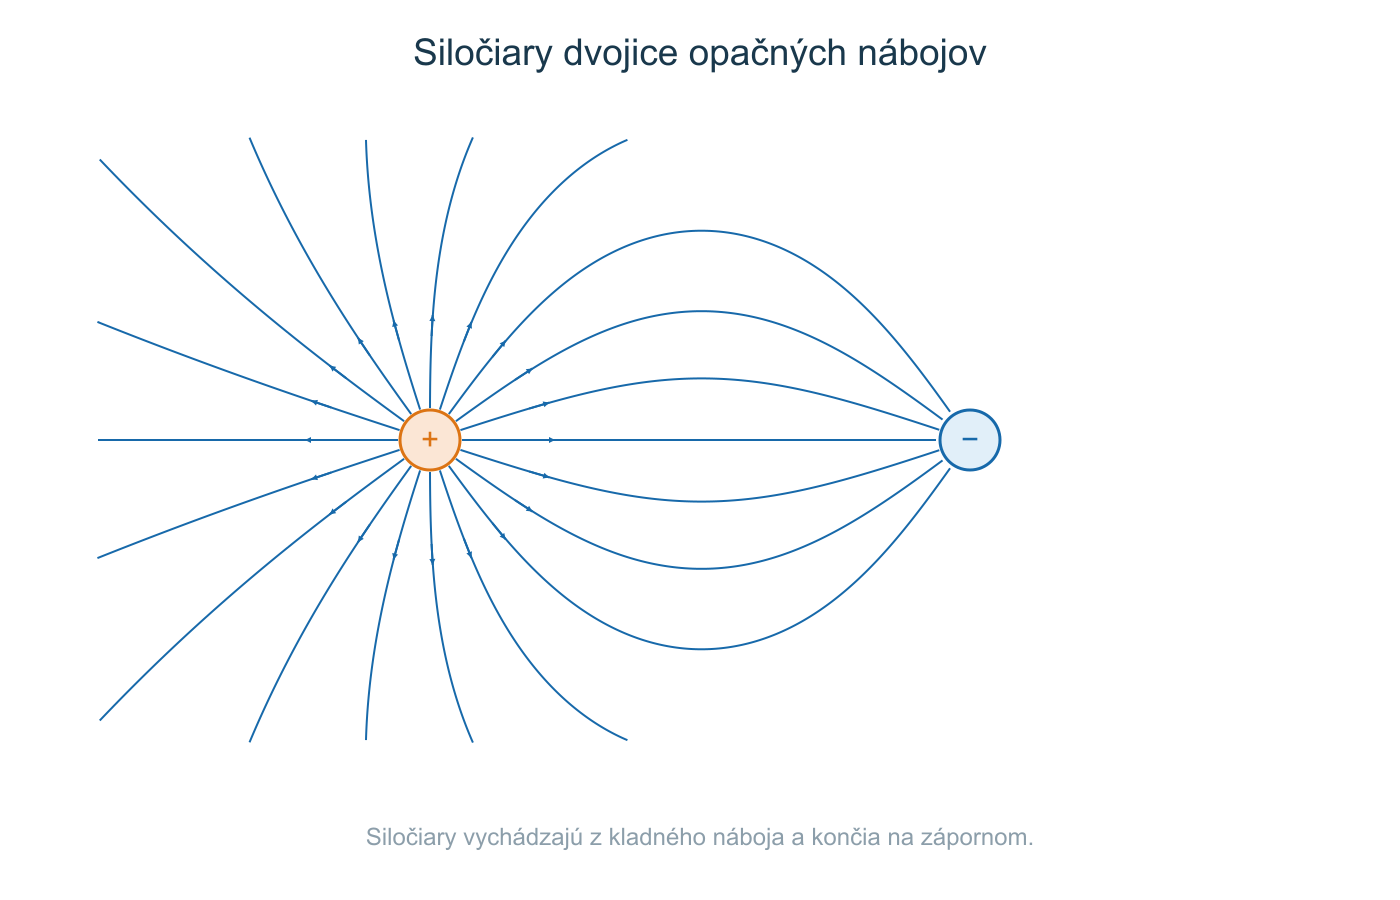 Siločiary dvojice opačných nábojov
+
−
Siločiary vychádzajú z kladného náboja a končia na zápornom.